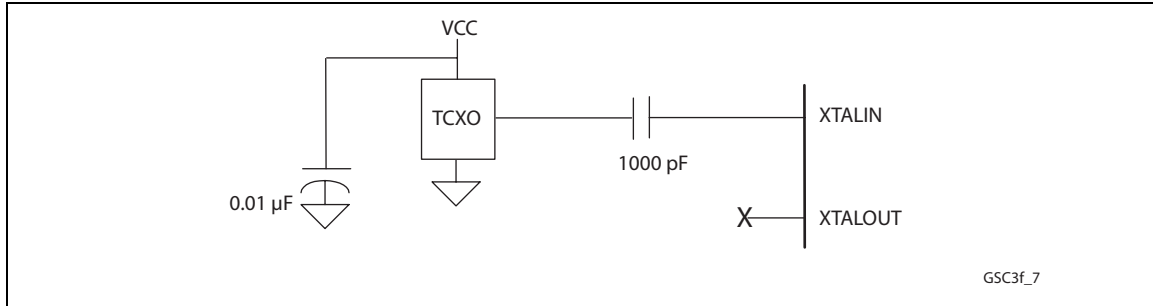 VCC
TCXO
XTALIN
1000 pF
0.01 µF
X
XTALOUT
GSC3f_7